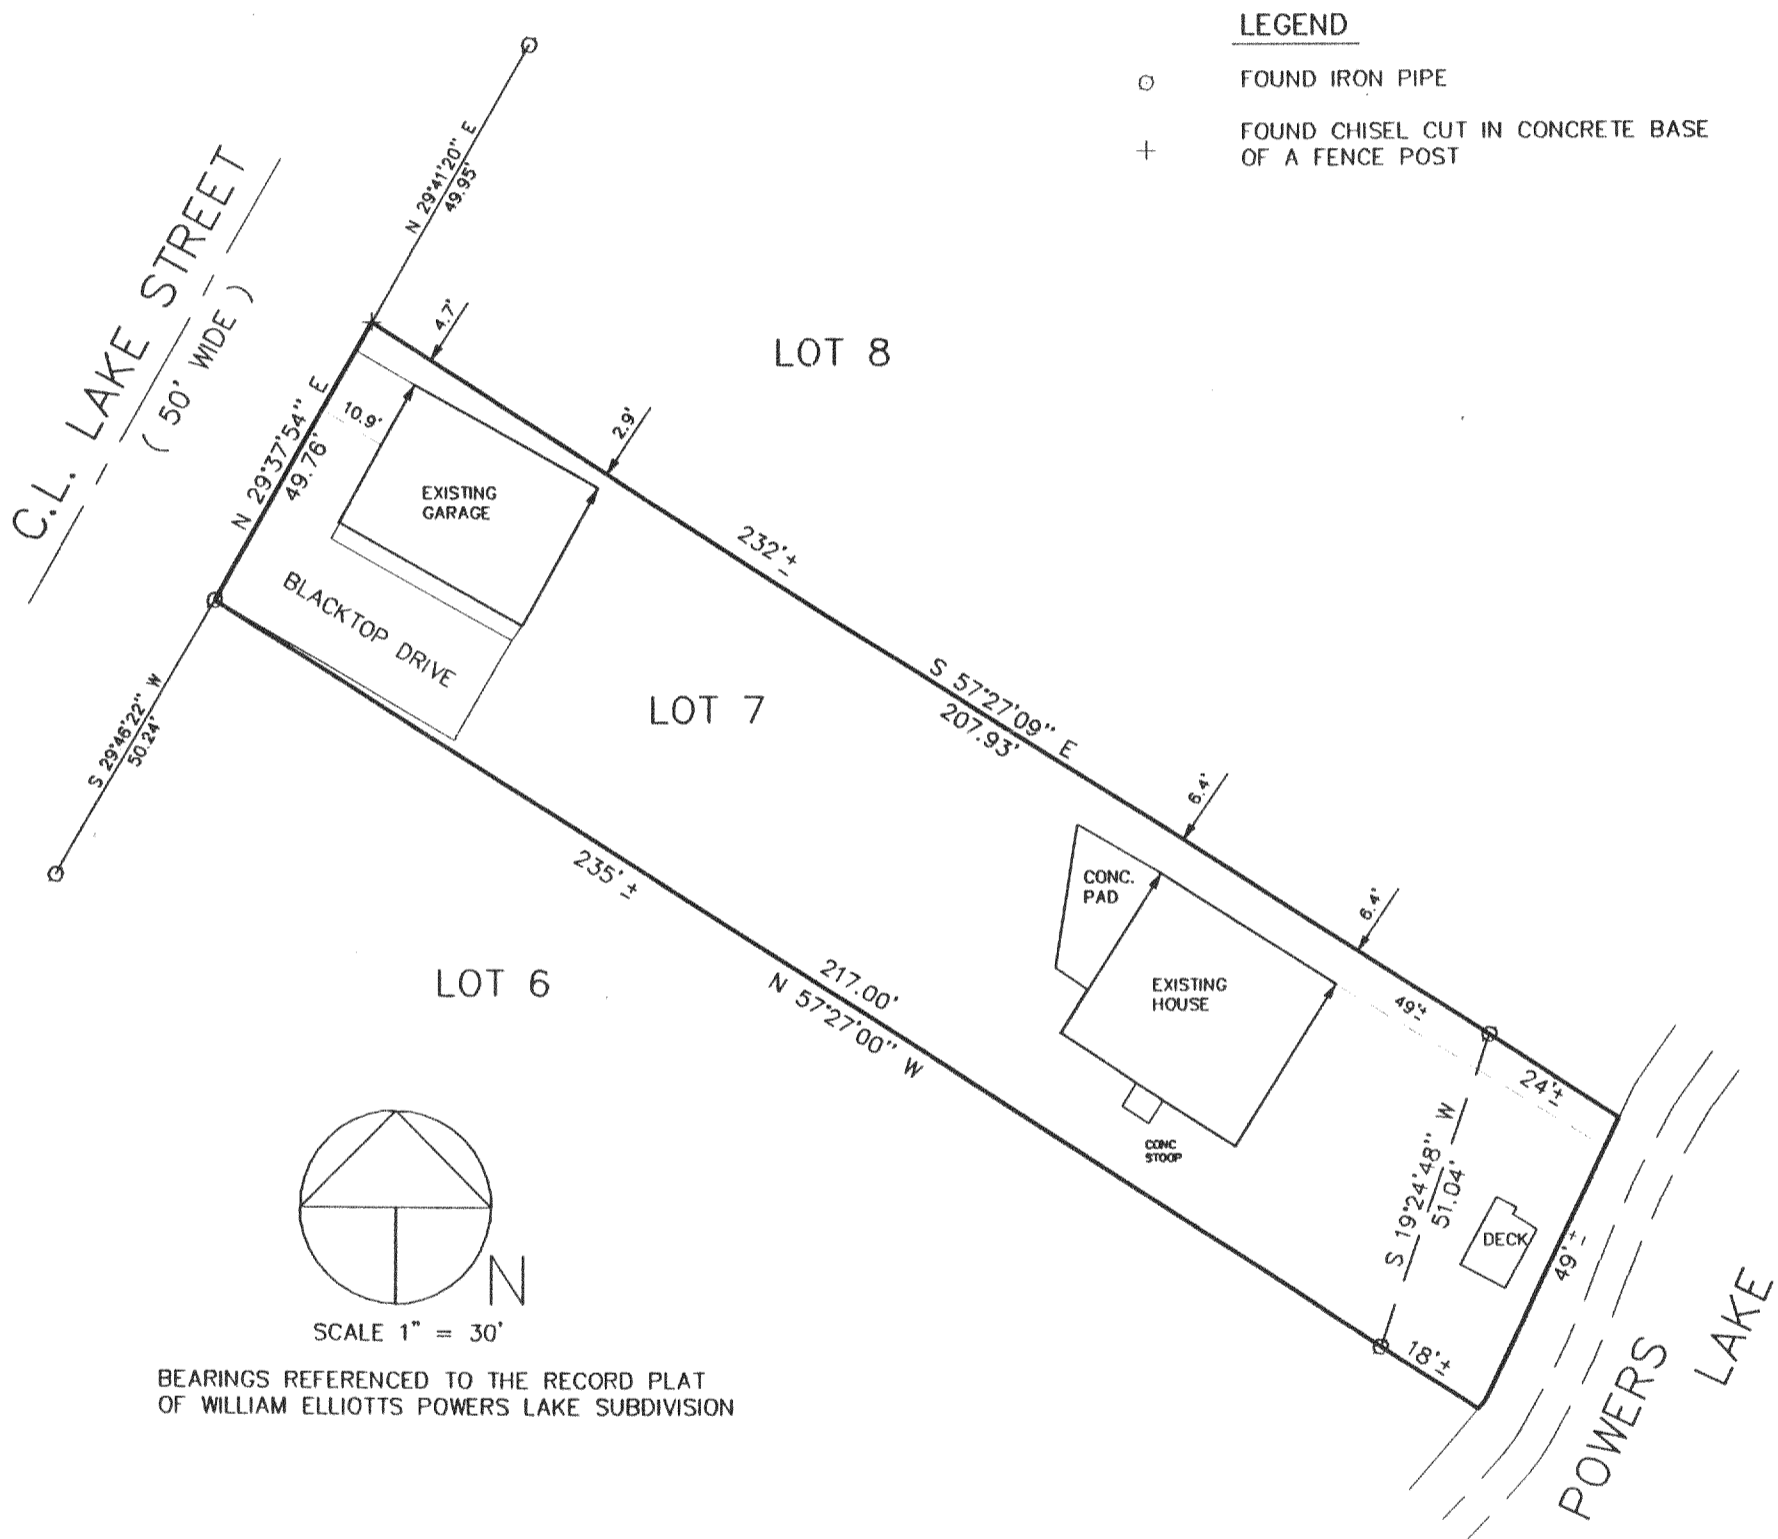 LEGEND
FOUND IRON PIPE
FOUND CHISEL CUT IN CONCRETE BASE
OF A FENCE POST
N 29°41'20" E
49.95'
C.L. LAKE STREET
( 50' WIDE )
4.7'
LOT 8
2.9'
10.9'
N 29°37'54" E
49.76'
EXISTING
GARAGE
232'±
BLACKTOP DRIVE
S 57°27'09" E
207.93'
LOT 7
S 29°46'22" W
50.24'
6.4'
235'±
CONC.
PAD
6.4'
LOT 6
217.00'
N 57°27'00" W
EXISTING
HOUSE
49'±
24'±
CONC
STOOP
S 19°24'48" W
51.04'
DECK
49'±
18'±
POWERS LAKE
N
SCALE 1" = 30'
BEARINGS REFERENCED TO THE RECORD PLAT
OF WILLIAM ELLIOTTS POWERS LAKE SUBDIVISION